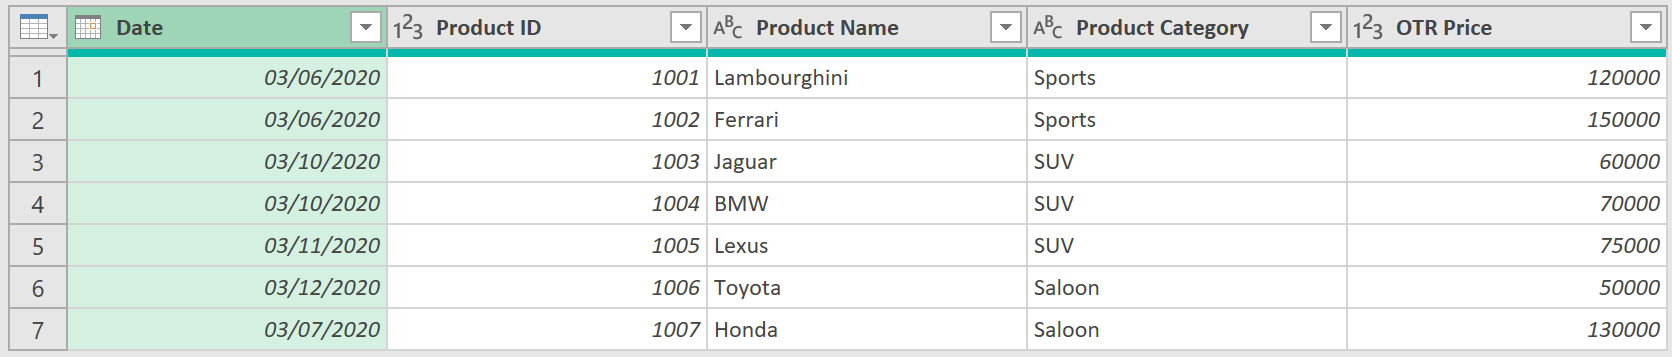 Date 123 Product ID ABC Product Name ABC Product Category 123 OTR Price
1 03/06/2020 1001 Lambourghini Sports 120000
2 03/06/2020 1002 Ferrari Sports 150000
3 03/10/2020 1003 Jaguar SUV 60000
4 03/10/2020 1004 BMW SUV 70000
5 03/11/2020 1005 Lexus SUV 75000
6 03/12/2020 1006 Toyota Saloon 50000
7 03/07/2020 1007 Honda Saloon 130000